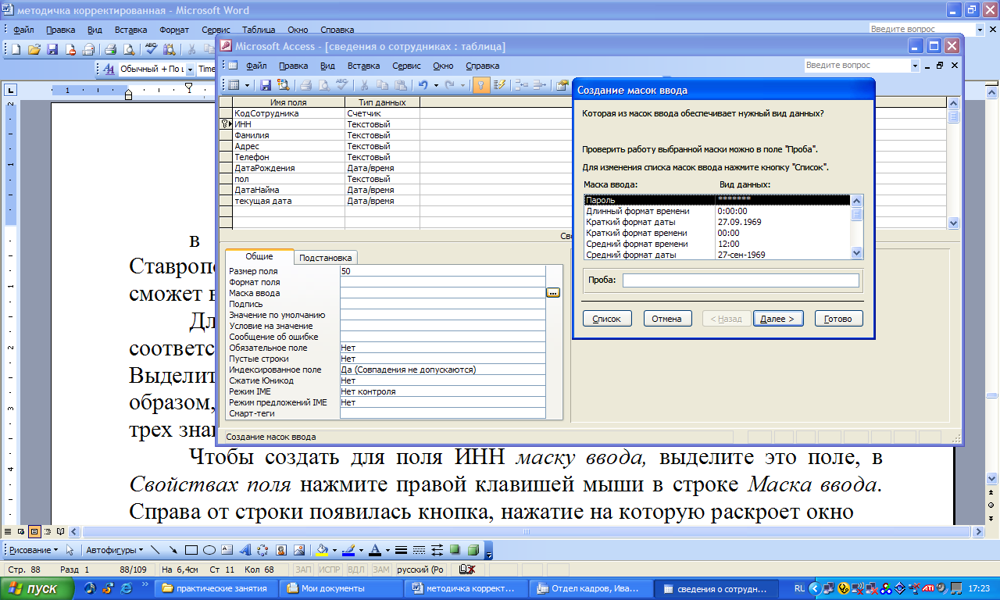 методичка корректированная - Microsoft Word
Файл Правка Вид Вставка Формат Сервис Таблица Окно Справка
Введите вопрос
Обычный + По ц Time
Microsoft Access - [сведения о сотрудниках : таблица]
Файл Правка Вид Вставка Сервис Окно Справка
Введите вопрос
Имя поля Тип данных
КодСотрудника Счетчик
ИНН Текстовый
Фамилия Текстовый
Адрес Текстовый
Телефон Текстовый
ДатаРождения Дата/время
пол Текстовый
ДатаНайма Дата/время
текущая дата Дата/время
Св
Общие Подстановка
Размер поля 50
Формат поля
Маска ввода
Подпись
Значение по умолчанию
Условие на значение
Сообщение об ошибке
Обязательное поле Нет
Пустые строки Нет
Индексированное поле Да (Совпадения не допускаются)
Сжатие Юникод Нет
Режим IME Нет контроля
Режим предложений IME Нет
Смарт-теги
Создание масок ввода
Создание масок ввода
Которая из масок ввода обеспечивает нужный вид данных?
Проверить работу выбранной маски можно в поле "Проба".
Для изменения списка масок ввода нажмите кнопку "Список".
Маска ввода: Вид данных:
Пароль *******
Длинный формат времени 0:00:00
Краткий формат даты 27.09.1969
Краткий формат времени 00:00
Средний формат времени 12:00
Средний формат даты 27-сен-1969
Проба:
Список Отмена < Назад Далее > Готово
в
Ставропо
сможет в
Дл
соответс
Выделит
образом,
трех зна
Чтобы создать для поля ИНН маску ввода, выделите это поле, в
Свойствах поля нажмите правой клавишей мыши в строке Маска ввода.
Справа от строки появилась кнопка, нажатие на которую раскроет окно
Рисование Автофигуры
Стр. 88 Разд 1 88/109 На 6,4см Ст 11 Кол 68 ЗАП ИСПР ВДЛ ЗАМ русский (Ро
пуск практические занятия Мои документы методичка коррект... Отдел кадров, Ива... сведения о сотрудн... RU 17:23